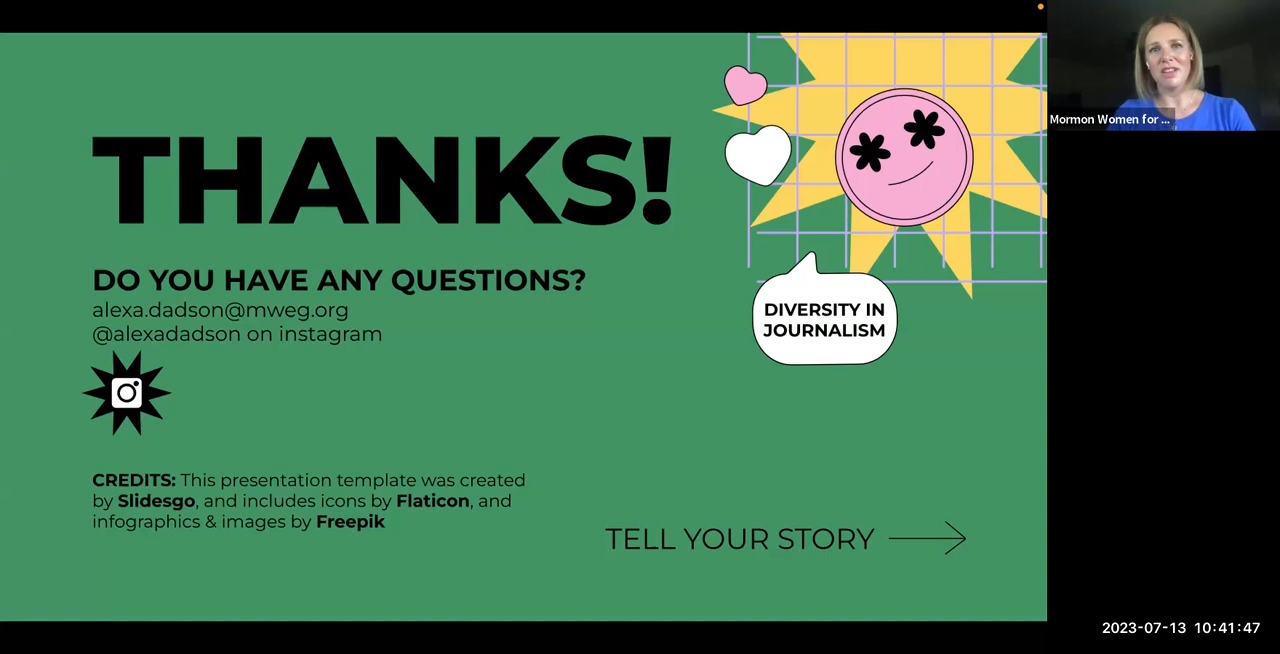 THANKS!
DO YOU HAVE ANY QUESTIONS?
alexa.dadson@mweg.org
@alexadadson on instagram
CREDITS: This presentation template was created
by Slidesgo, and includes icons by Flaticon, and
infographics & images by Freepik
DIVERSITY IN
JOURNALISM
TELL YOUR STORY
Mormon Women for ...
2023-07-13 10:41:47